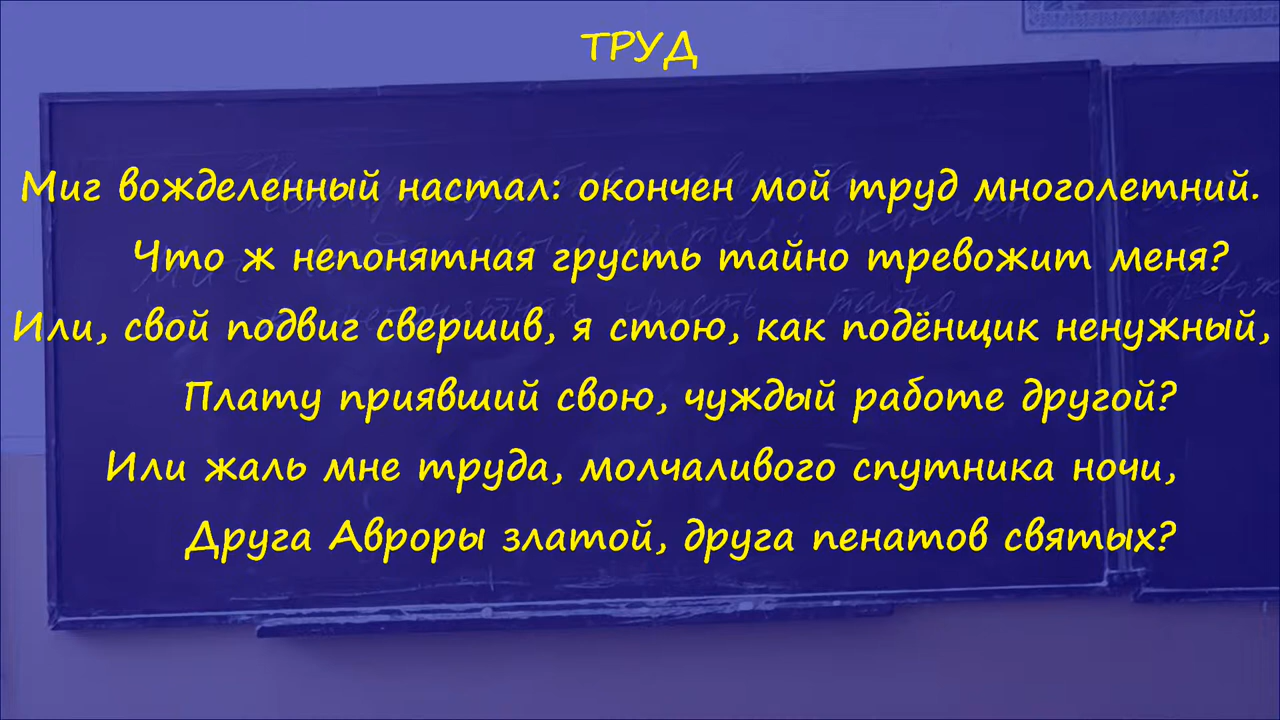 ТРУД
Миг вожделенный настал: окончен мой труд многолетний.
Что ж непонятная грусть тайно тревожит меня?
Или, свой подвиг свершив, я стою, как подёнщик ненужный,
Плату приявший свою, чуждый работе другой?
Или жаль мне труда, молчаливого спутника ночи,
Друга Авроры златой, друга пенатов святых?